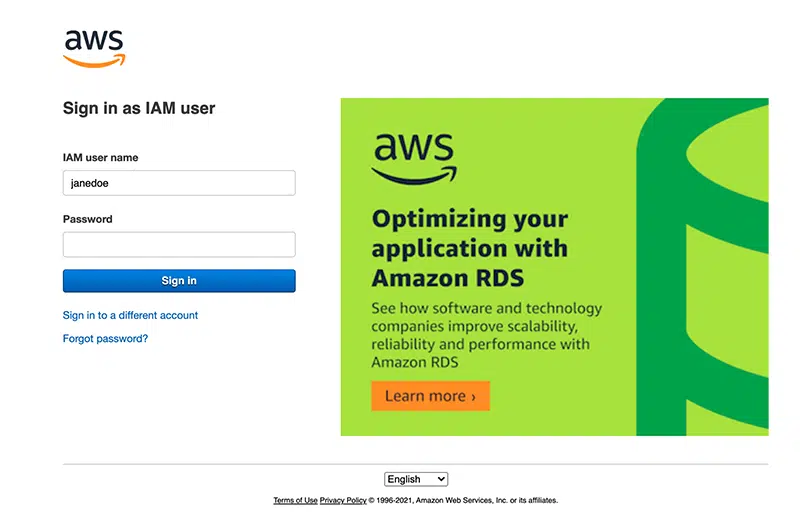 aws
Sign in as IAM user
IAM user name
janedoe
Password
Sign in
Sign in to a different account
Forgot password?
aws
Optimizing your
application with
Amazon RDS
See how software and technology
companies improve scalability,
reliability and performance with
Amazon RDS
Learn more ›
English
Terms of Use Privacy Policy © 1996-2021, Amazon Web Services, Inc. or its affiliates.